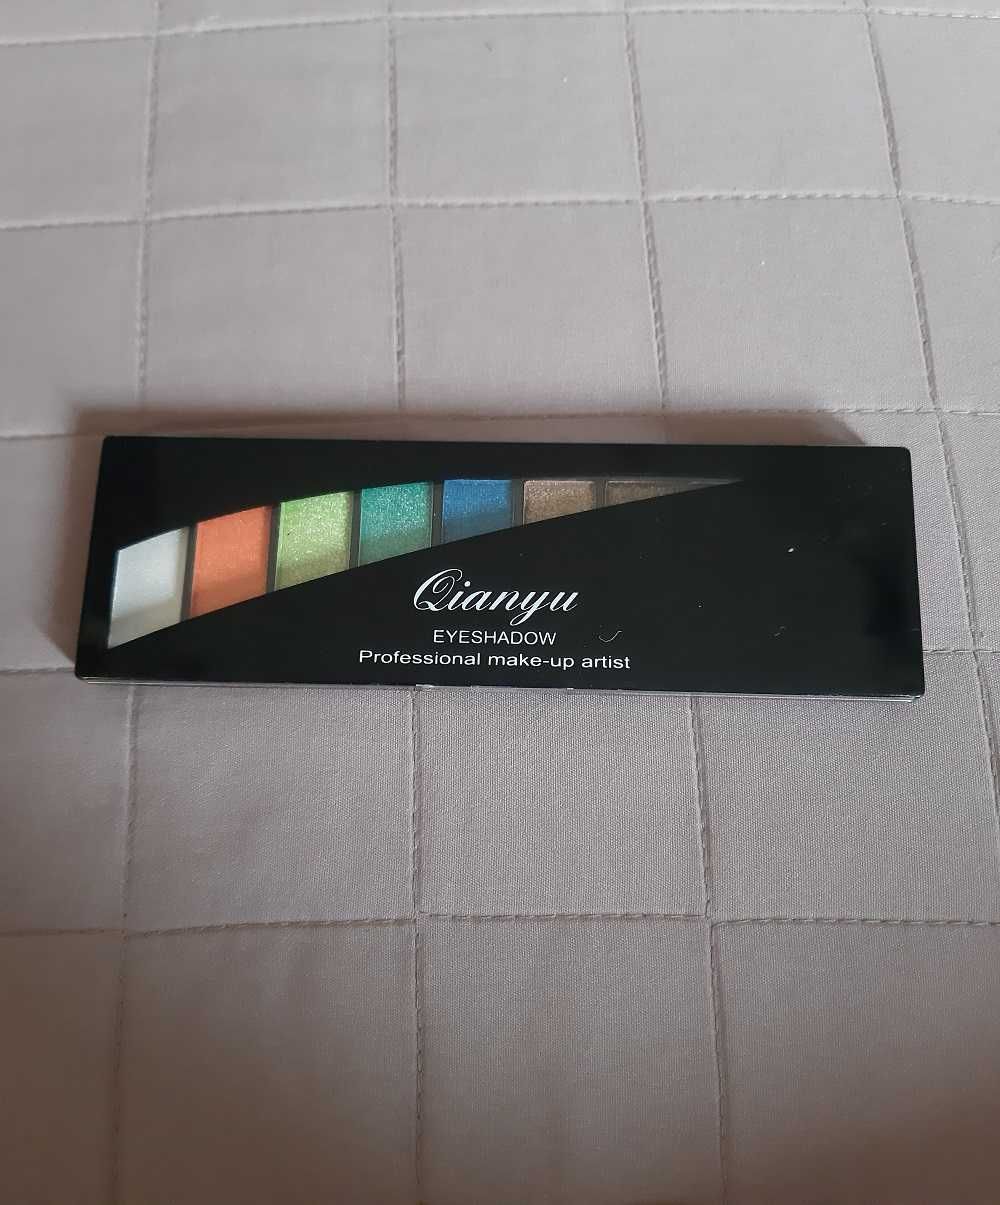 Qianyu
EYESHADOW
Professional make-up artist